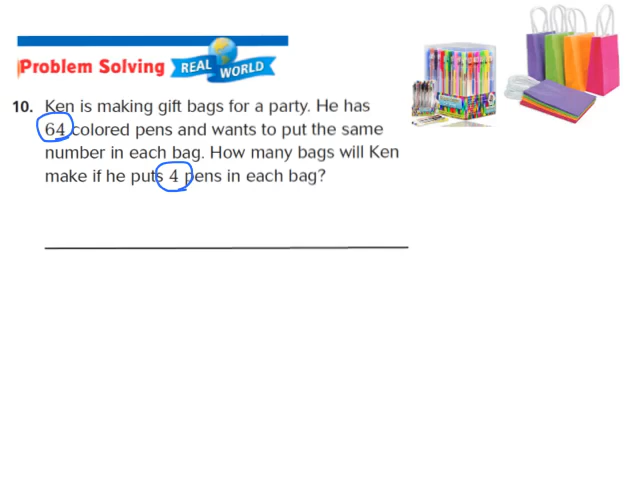 Problem Solving REAL WORLD
10. Ken is making gift bags for a party. He has
64 colored pens and wants to put the same
number in each bag. How many bags will Ken
make if he puts 4 pens in each bag?